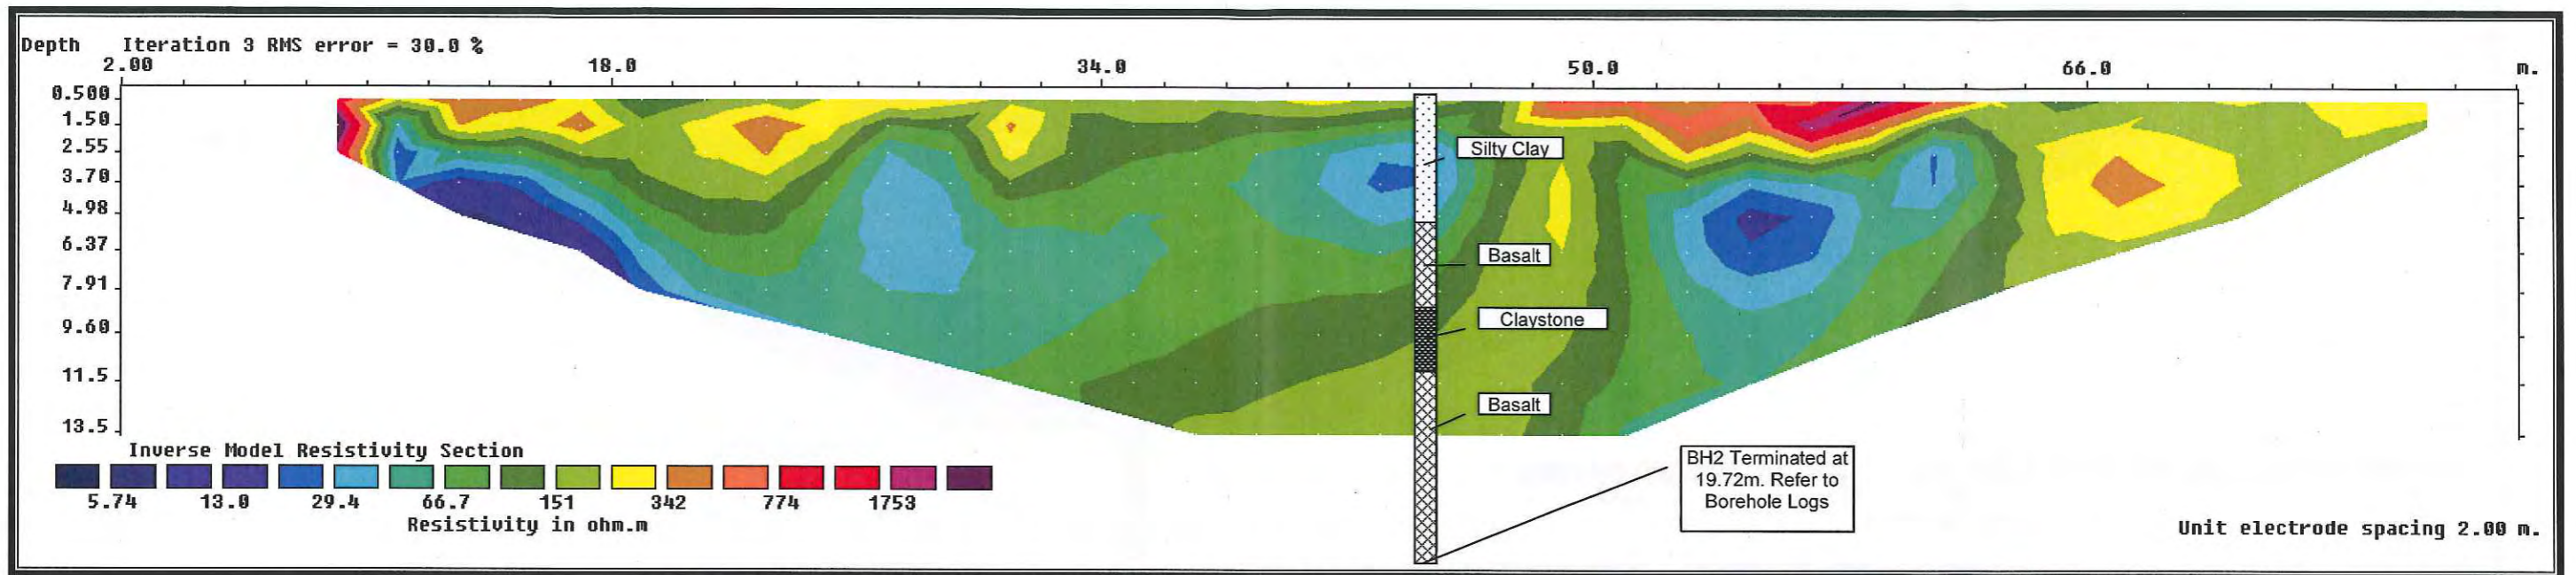 Depth Iteration 3 RMS error = 30.0 %
2.00 18.0 34.0 50.0 66.0 m.
0.500
1.50
2.55
3.70
4.98
6.37
7.91
9.60
11.5
13.5
Silty Clay
Basalt
Claystone
Basalt
BH2 Terminated at
19.72m. Refer to
Borehole Logs
Inverse Model Resistivity Section
5.74 13.0 29.4 66.7 151 342 774 1753
Resistivity in ohm.m
Unit electrode spacing 2.00 m.